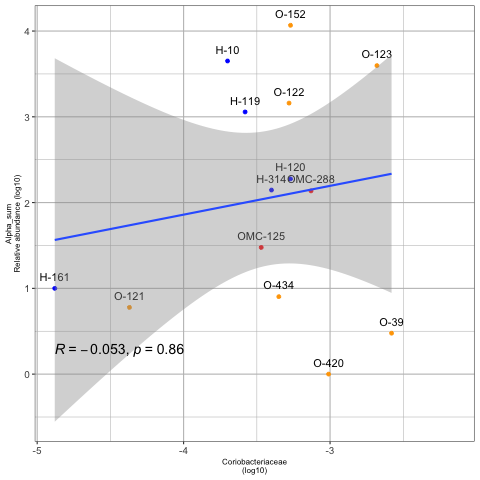 O-152
H-10
O-123
O-122
H-119
H-120
H-314
OMC-288
OMC-125
H-161
O-121
O-434
O-39
O-420
R = −0.053, p = 0.86
4
3
2
1
0
-5
-4
-3
Alpha_sum
Relative abundance (log10)
Coriobacteriaceae
(log10)